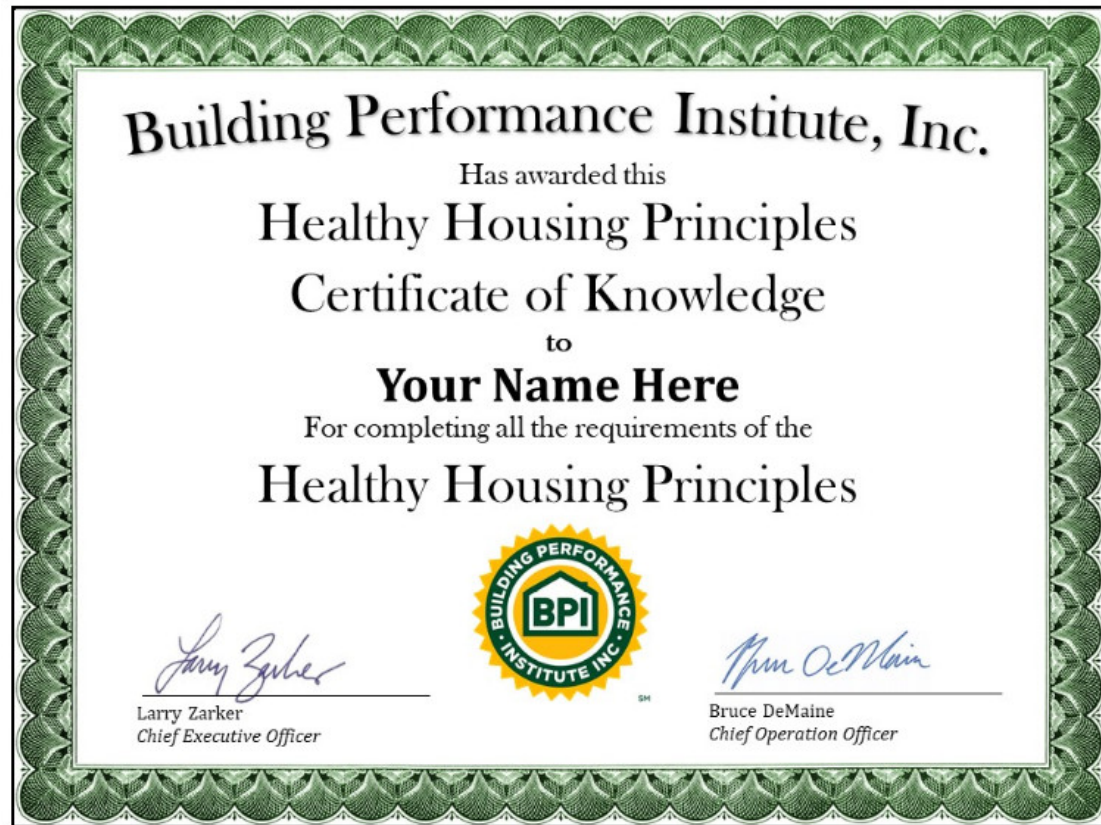 Building Performance Institute, Inc.
Has awarded this
Healthy Housing Principles
Certificate of Knowledge
to
Your Name Here
For completing all the requirements of the
Healthy Housing Principles
BUILDING PERFORMANCE
BPI
INSTITUTE INC.
SM
Larry Zarker
Larry Zarker
Chief Executive Officer
Bruce DeMaine
Chief Operation Officer